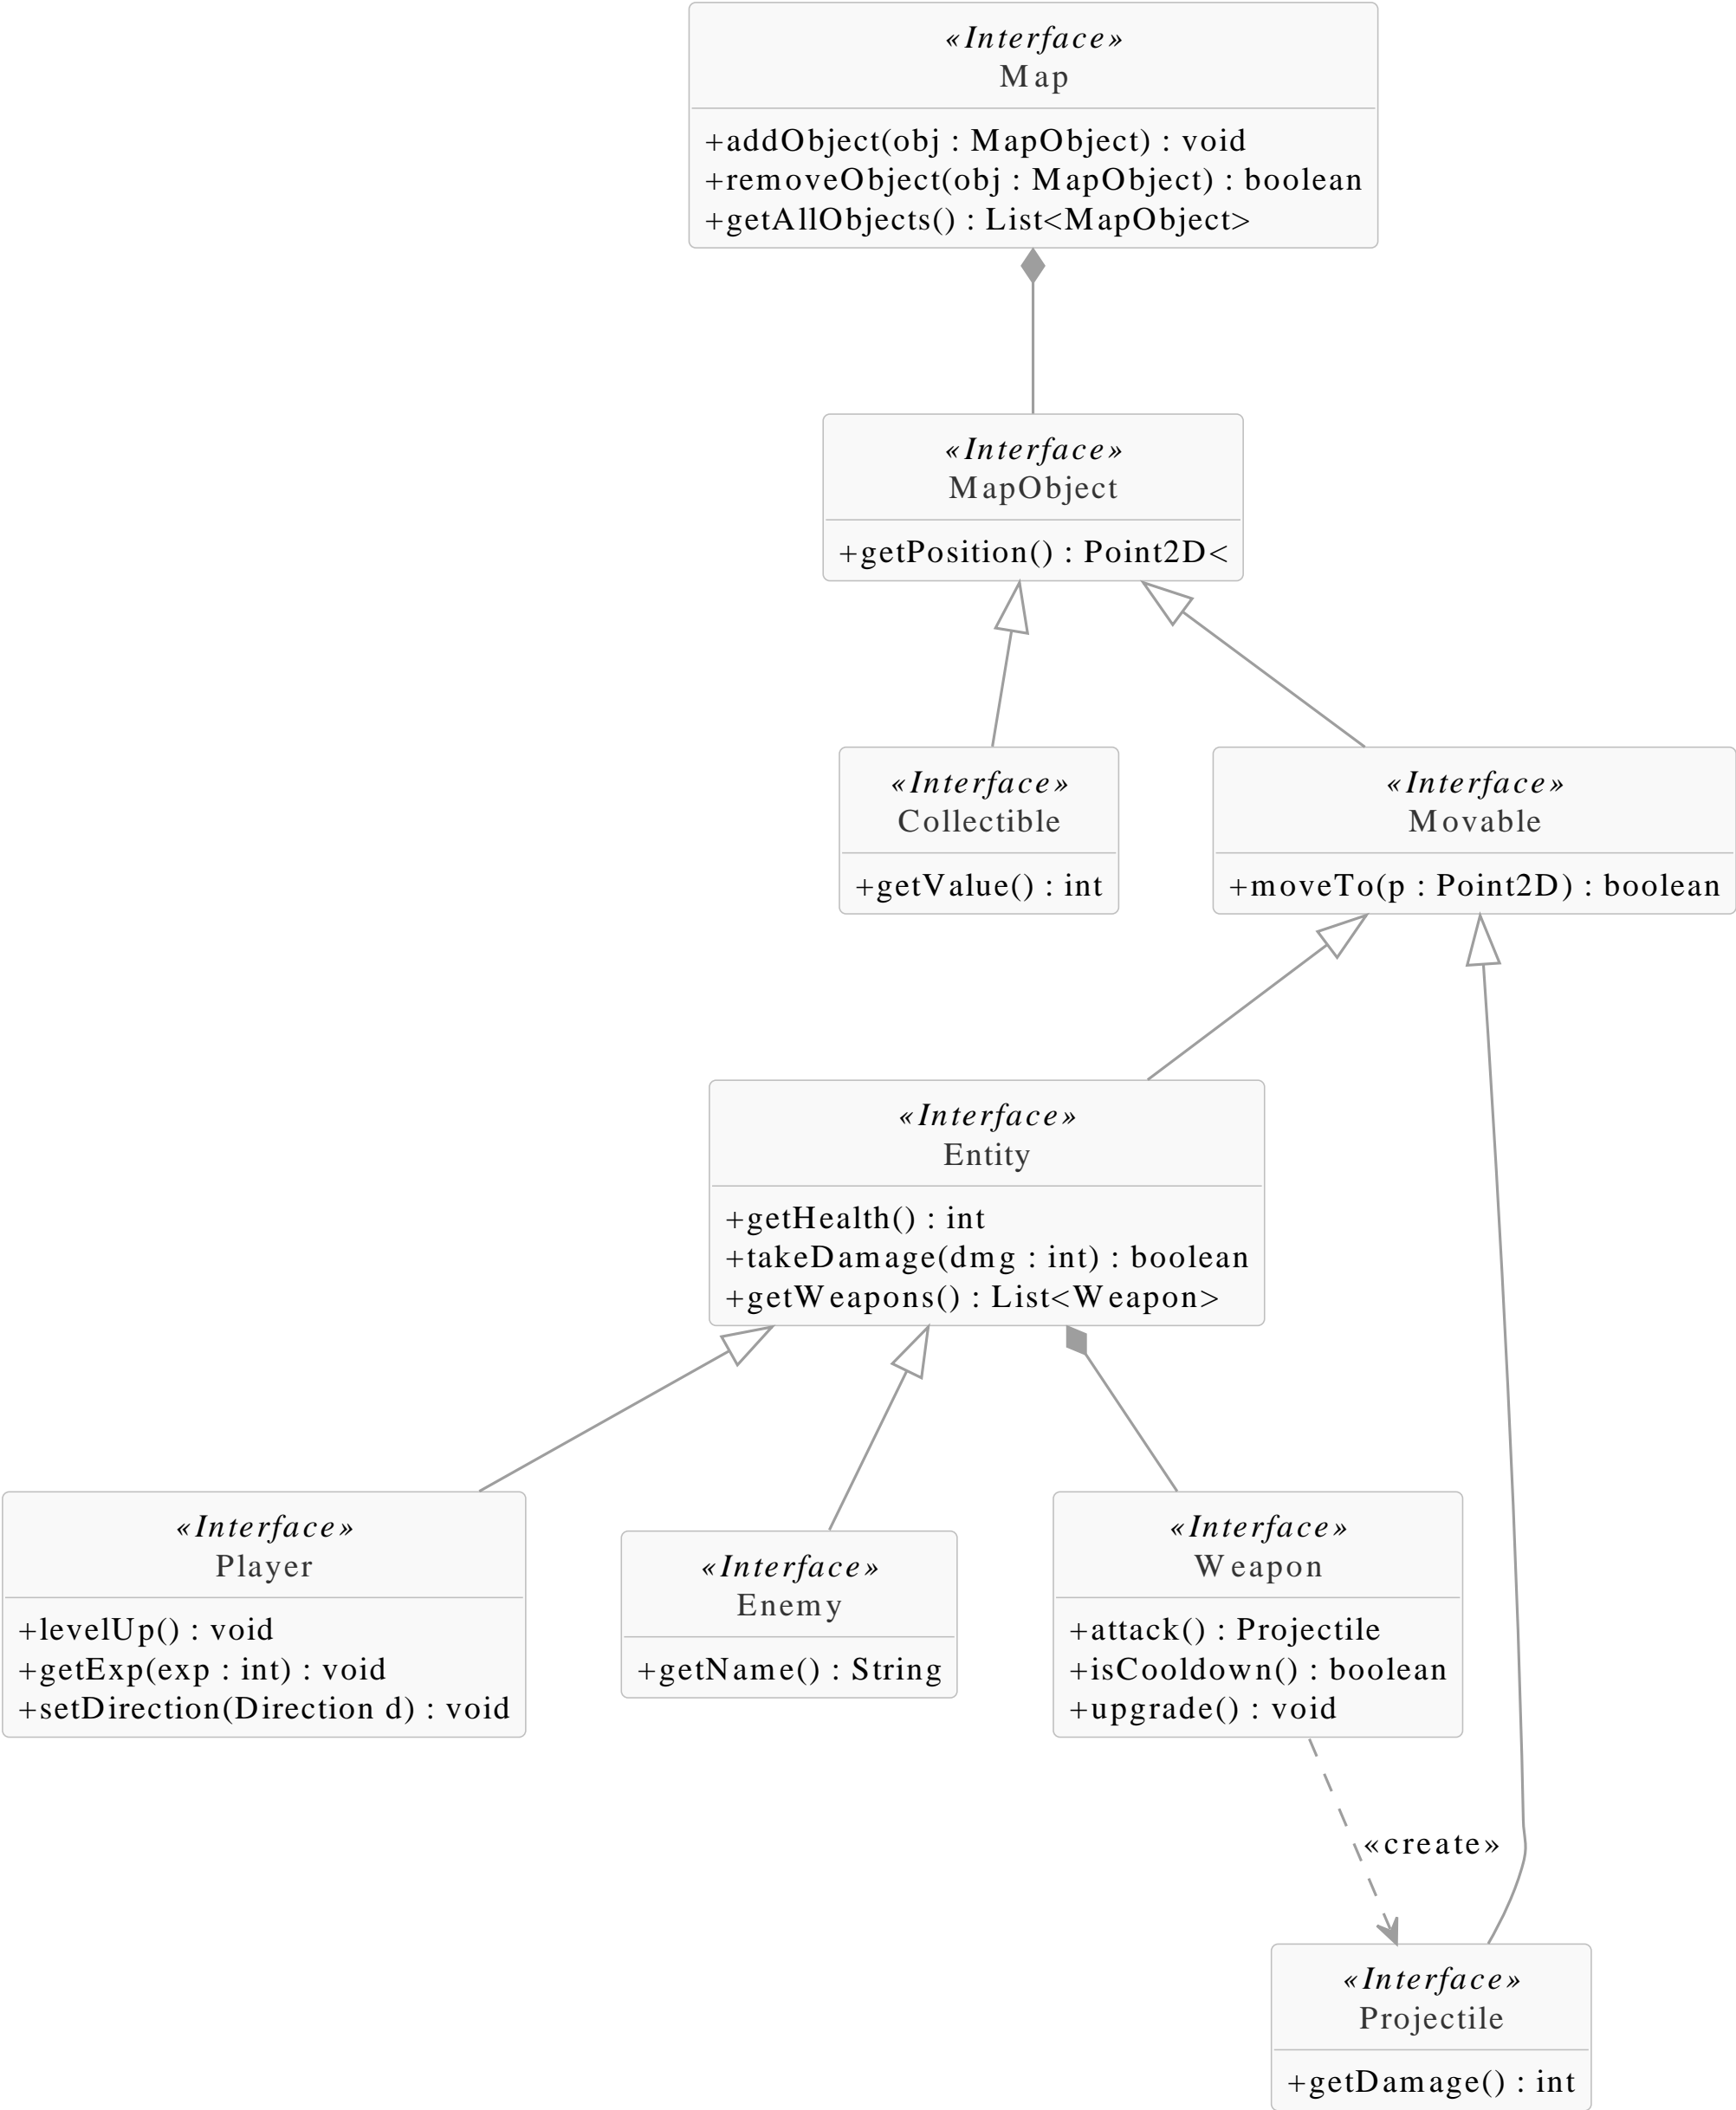 «Interface»
Map
+addObject(obj : MapObject) : void
+removeObject(obj : MapObject) : boolean
+getAllObjects() : List<MapObject>
«Interface»
MapObject
+getPosition() : Point2D<
«Interface»
Collectible
+getValue() : int
«Interface»
Movable
+moveTo(p : Point2D) : boolean
«Interface»
Entity
+getHealth() : int
+takeDamage(dmg : int) : boolean
+getWeapons() : List<Weapon>
«Interface»
Player
+levelUp() : void
+getExp(exp : int) : void
+setDirection(Direction d) : void
«Interface»
Enemy
+getName() : String
«Interface»
Weapon
+attack() : Projectile
+isCooldown() : boolean
+upgrade() : void
«create»
«Interface»
Projectile
+getDamage() : int